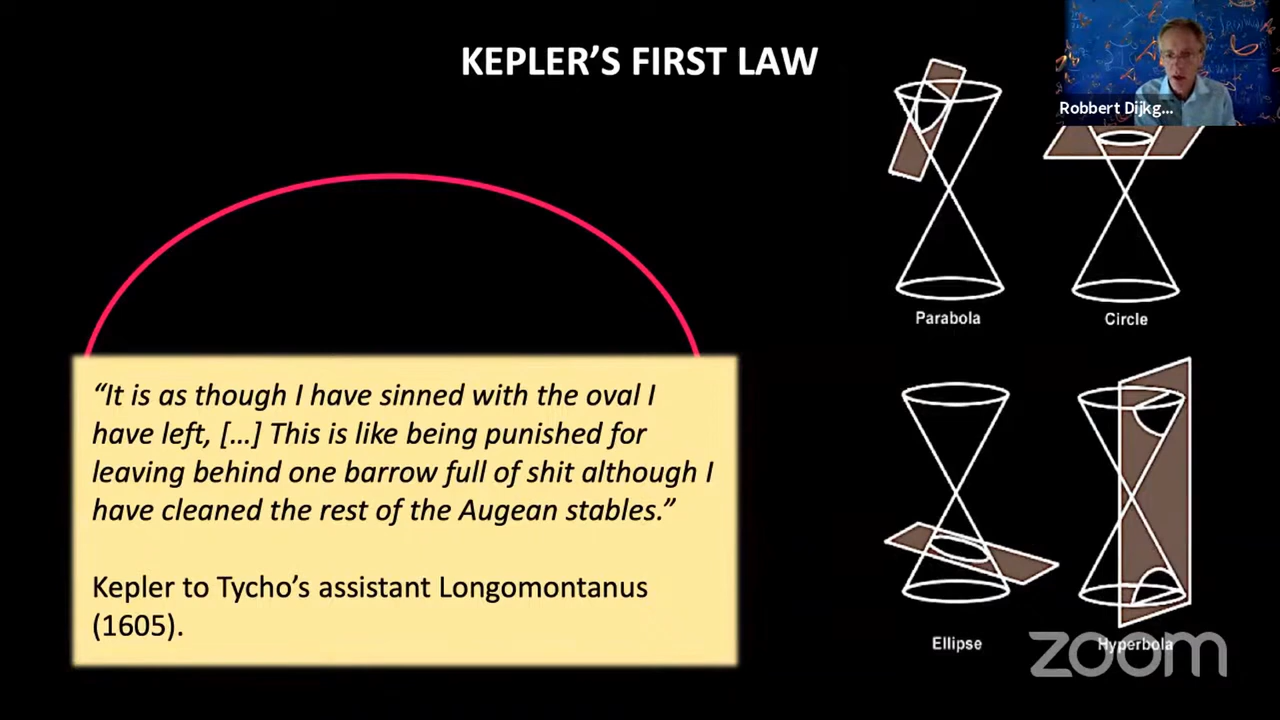 KEPLER’S FIRST LAW
Robbert Dijkg...
Parabola
Circle
“It is as though I have sinned with the oval I
have left, […] This is like being punished for
leaving behind one barrow full of shit although I
have cleaned the rest of the Augean stables.”
Kepler to Tycho’s assistant Longomontanus
(1605).
Ellipse
Hyperbola
zoom